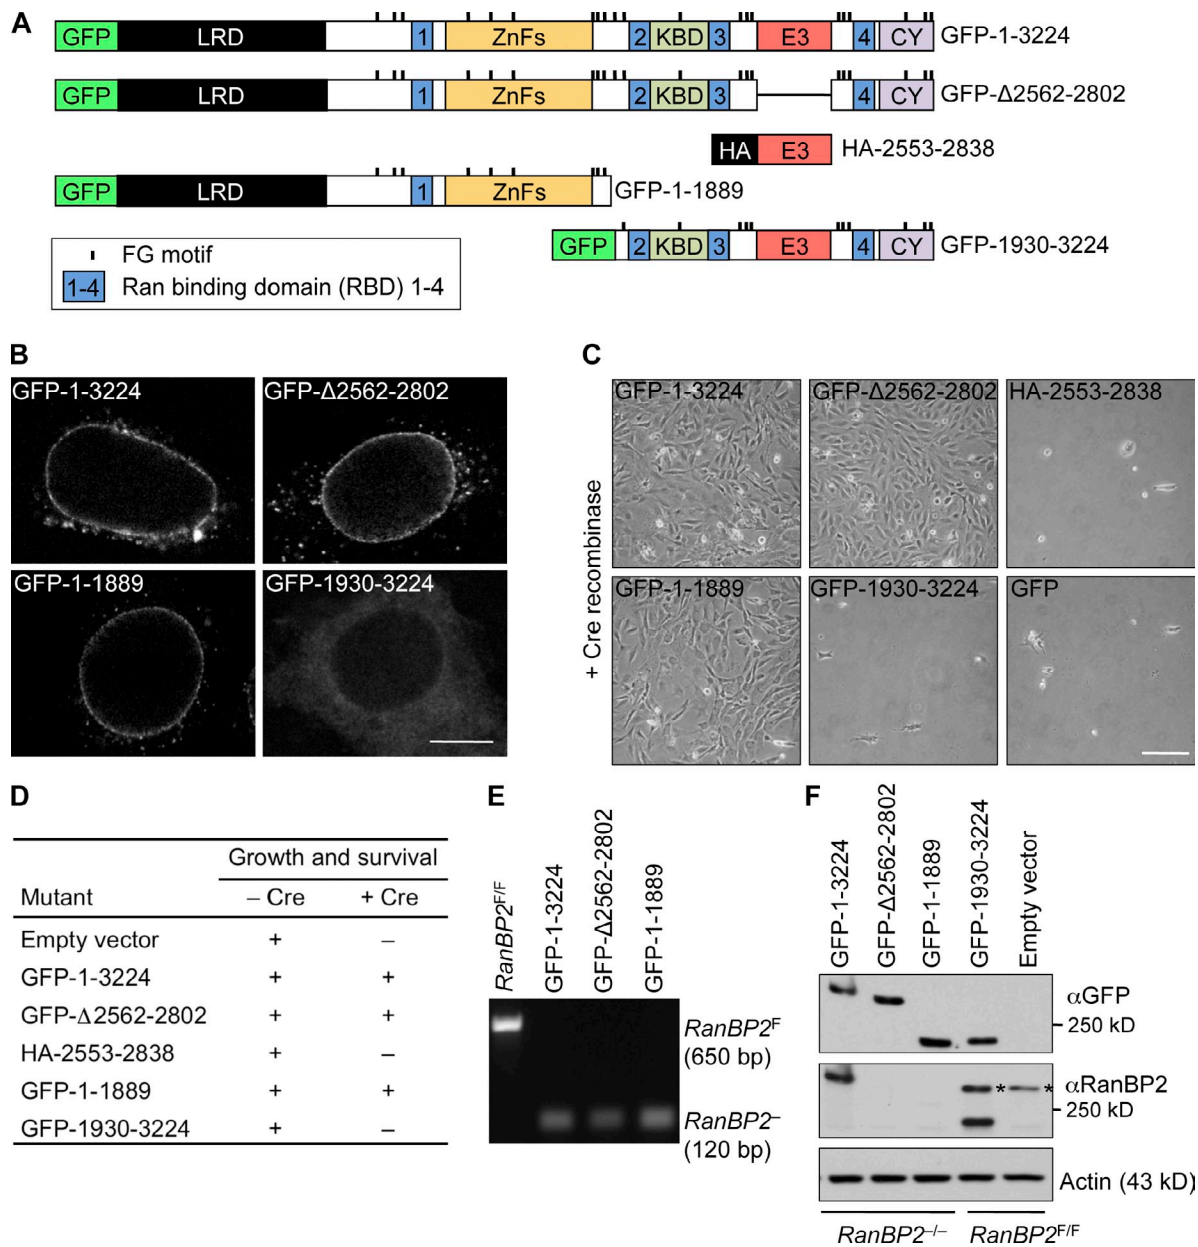 A
GFP LRD 1 ZnFs 2 KBD 3 E3 4 CY GFP-1-3224
GFP LRD 1 ZnFs 2 KBD 3 4 CY GFP-Δ2562-2802
HA E3 HA-2553-2838
GFP LRD 1 ZnFs GFP-1-1889
GFP 2 KBD 3 E3 4 CY GFP-1930-3224
FG motif
1-4 Ran binding domain (RBD) 1-4
B
GFP-1-3224 GFP-Δ2562-2802
GFP-1-1889 GFP-1930-3224
C
+ Cre recombinase
GFP-1-3224 GFP-Δ2562-2802 HA-2553-2838
GFP-1-1889 GFP-1930-3224 GFP
D
Growth and survival
Mutant – Cre + Cre
Empty vector + –
GFP-1-3224 + +
GFP-Δ2562-2802 + +
HA-2553-2838 + –
GFP-1-1889 + +
GFP-1930-3224 + –
E
RanBP2F/F
GFP-1-3224
GFP-Δ2562-2802
GFP-1-1889
RanBP2F
(650 bp)
RanBP2–
(120 bp)
F
GFP-1-3224
GFP-Δ2562-2802
GFP-1-1889
GFP-1930-3224
Empty vector
αGFP
250 kD
* * αRanBP2
250 kD
Actin (43 kD)
RanBP2–/– RanBP2F/F